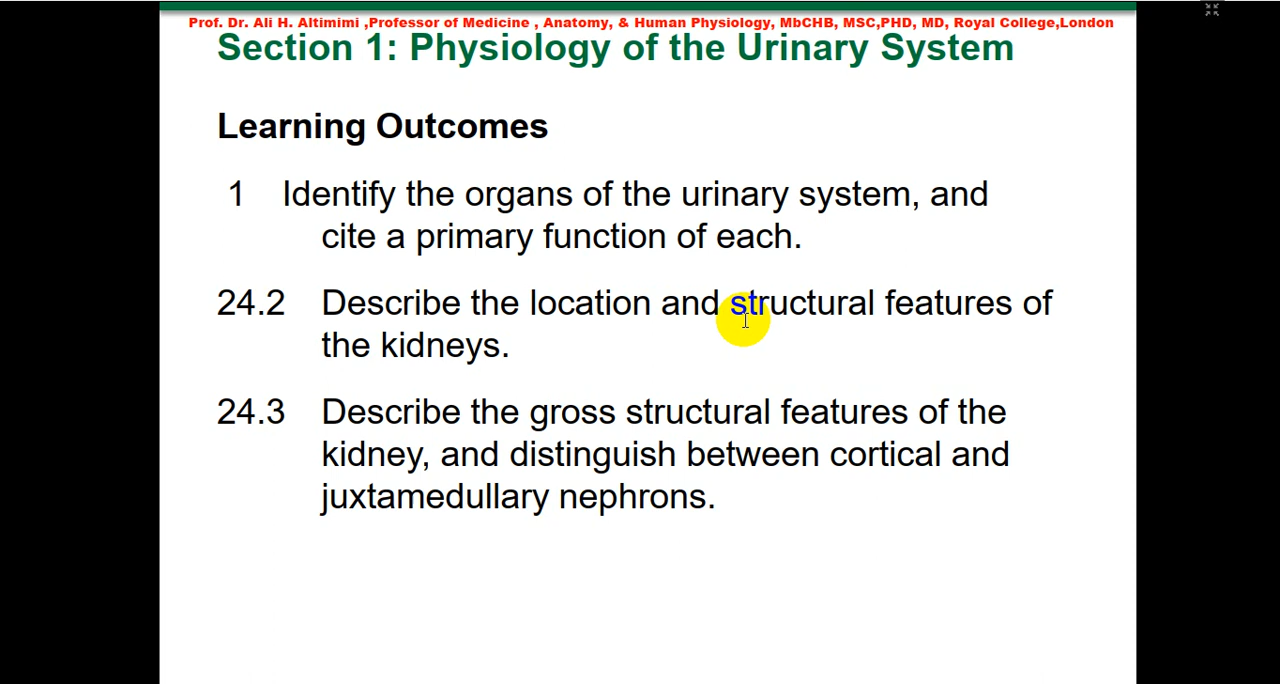 Prof. Dr. Ali H. Altimimi ,Professor of Medicine , Anatomy, & Human Physiology, MbCHB, MSC,PHD, MD, Royal College,London
Section 1: Physiology of the Urinary System
Learning Outcomes
1 Identify the organs of the urinary system, and
cite a primary function of each.
24.2 Describe the location and structural features of
the kidneys.
24.3 Describe the gross structural features of the
kidney, and distinguish between cortical and
juxtamedullary nephrons.